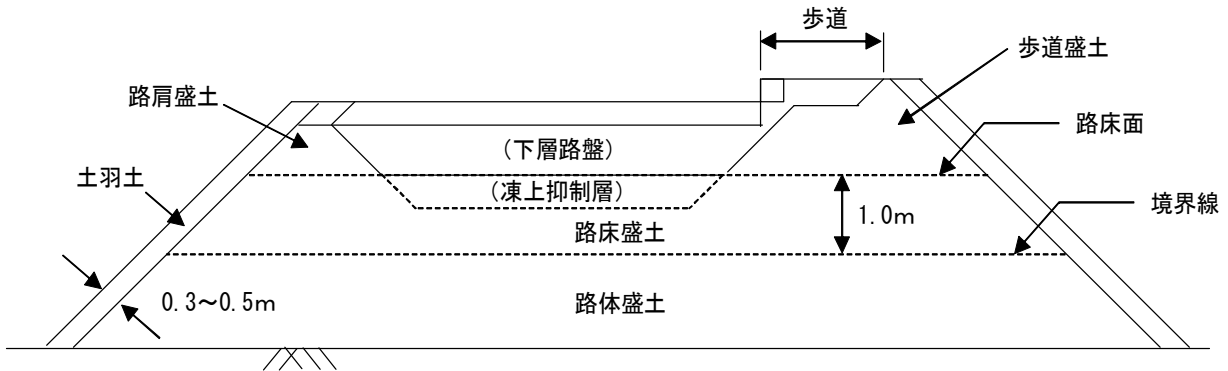 歩道
歩道盛土
路肩盛土
路床面
(下層路盤)
土羽土
(凍上抑制層)
境界線
1.0m
路床盛土
0.3～0.5m
路体盛土